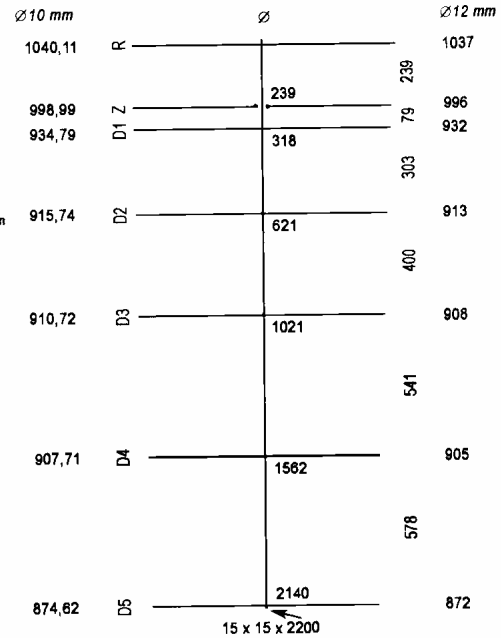 Ø 10 mm Ø Ø 12 mm
1040,11 R 1037
239
239
998,99 Z 996
79
934,79 D1 932
318
303
915,74 D2 913
n
621
400
910,72 D3 908
1021
541
907,71 D4 905
1562
578
2140
874,62 D5 872
15 x 15 x 2200